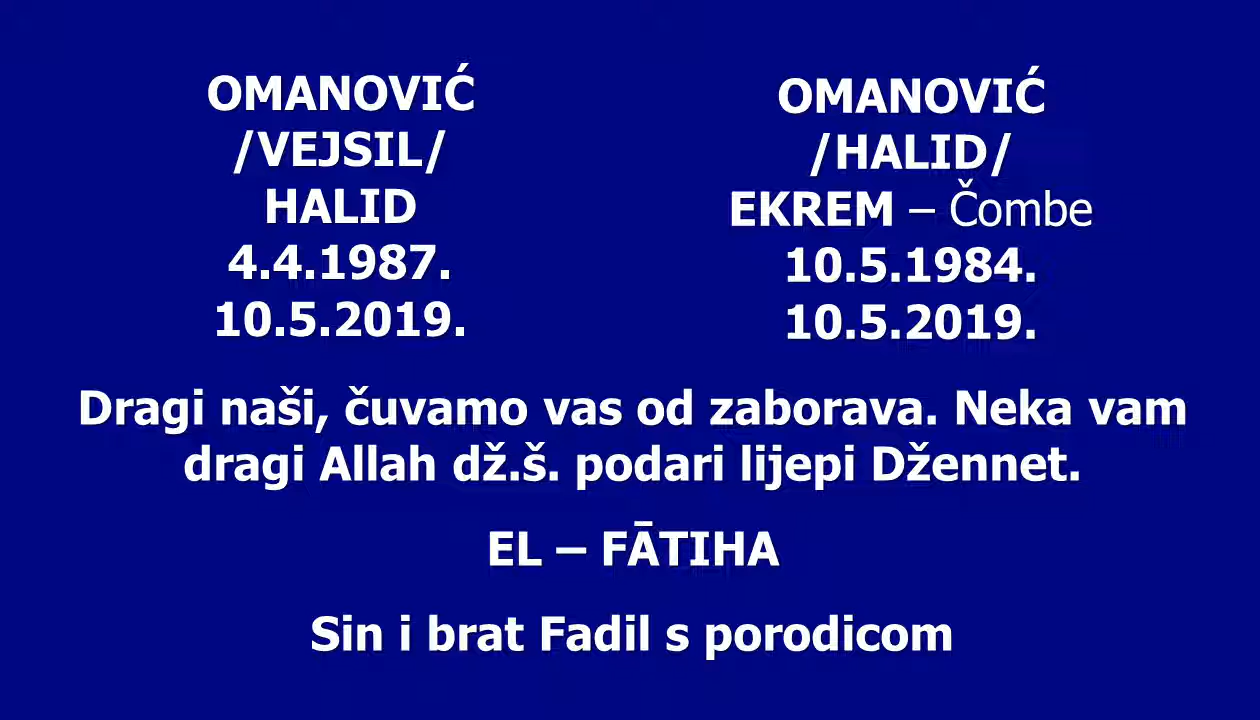 OMANOVIĆ
/VEJSIL/
HALID
4.4.1987.
10.5.2019.
OMANOVIĆ
/HALID/
EKREM – Čombe
10.5.1984.
10.5.2019.
Dragi naši, čuvamo vas od zaborava. Neka vam
dragi Allah dž.š. podari lijepi Džennet.
EL – FĀTIHA
Sin i brat Fadil s porodicom